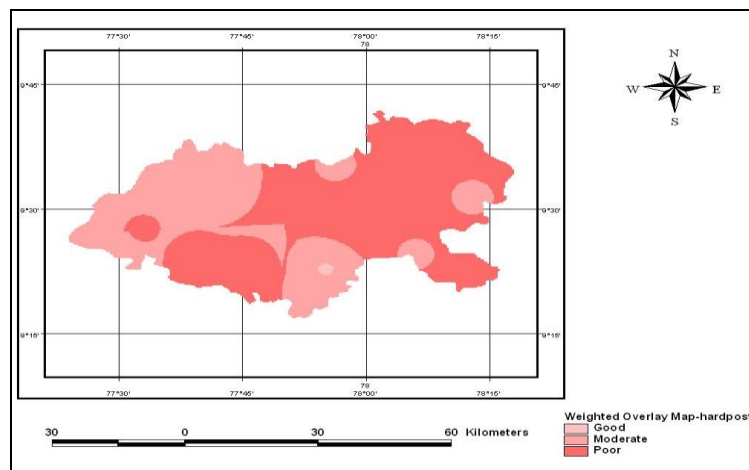 77°30' 77°45' 78°00' 78°15'
78
9°45' 9°45'
9°30' 9°30'
9°15' 9°15'
77°30' 77°45' 78°00' 78°15'
78
N
W E
S
30 0 30 60 Kilometers
Weighted Overlay Map-hardpost
Good
Moderate
Poor